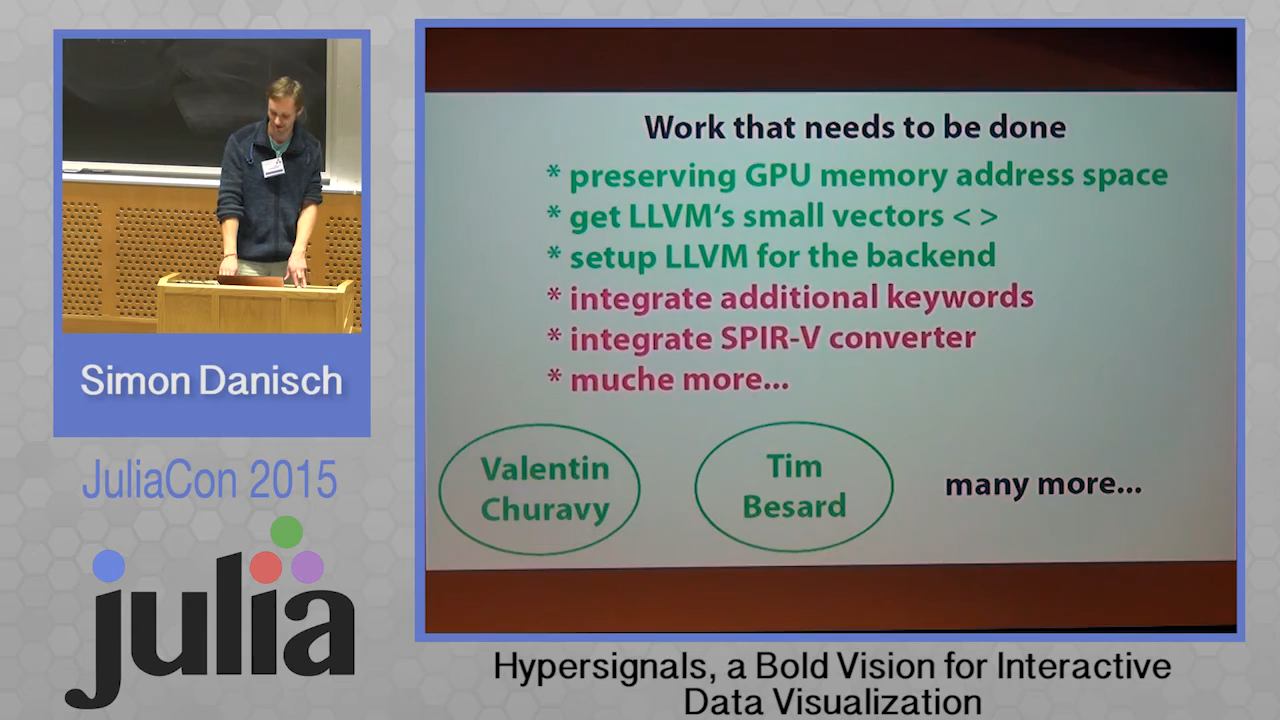 Work that needs to be done
* preserving GPU memory address space
* get LLVM‘s small vectors < >
* setup LLVM for the backend
* integrate additional keywords
* integrate SPIR-V converter
* muche more...
Valentin
Churavy
Tim
Besard
many more...
Simon Danisch
JuliaCon 2015
julia
Hypersignals, a Bold Vision for Interactive
Data Visualization